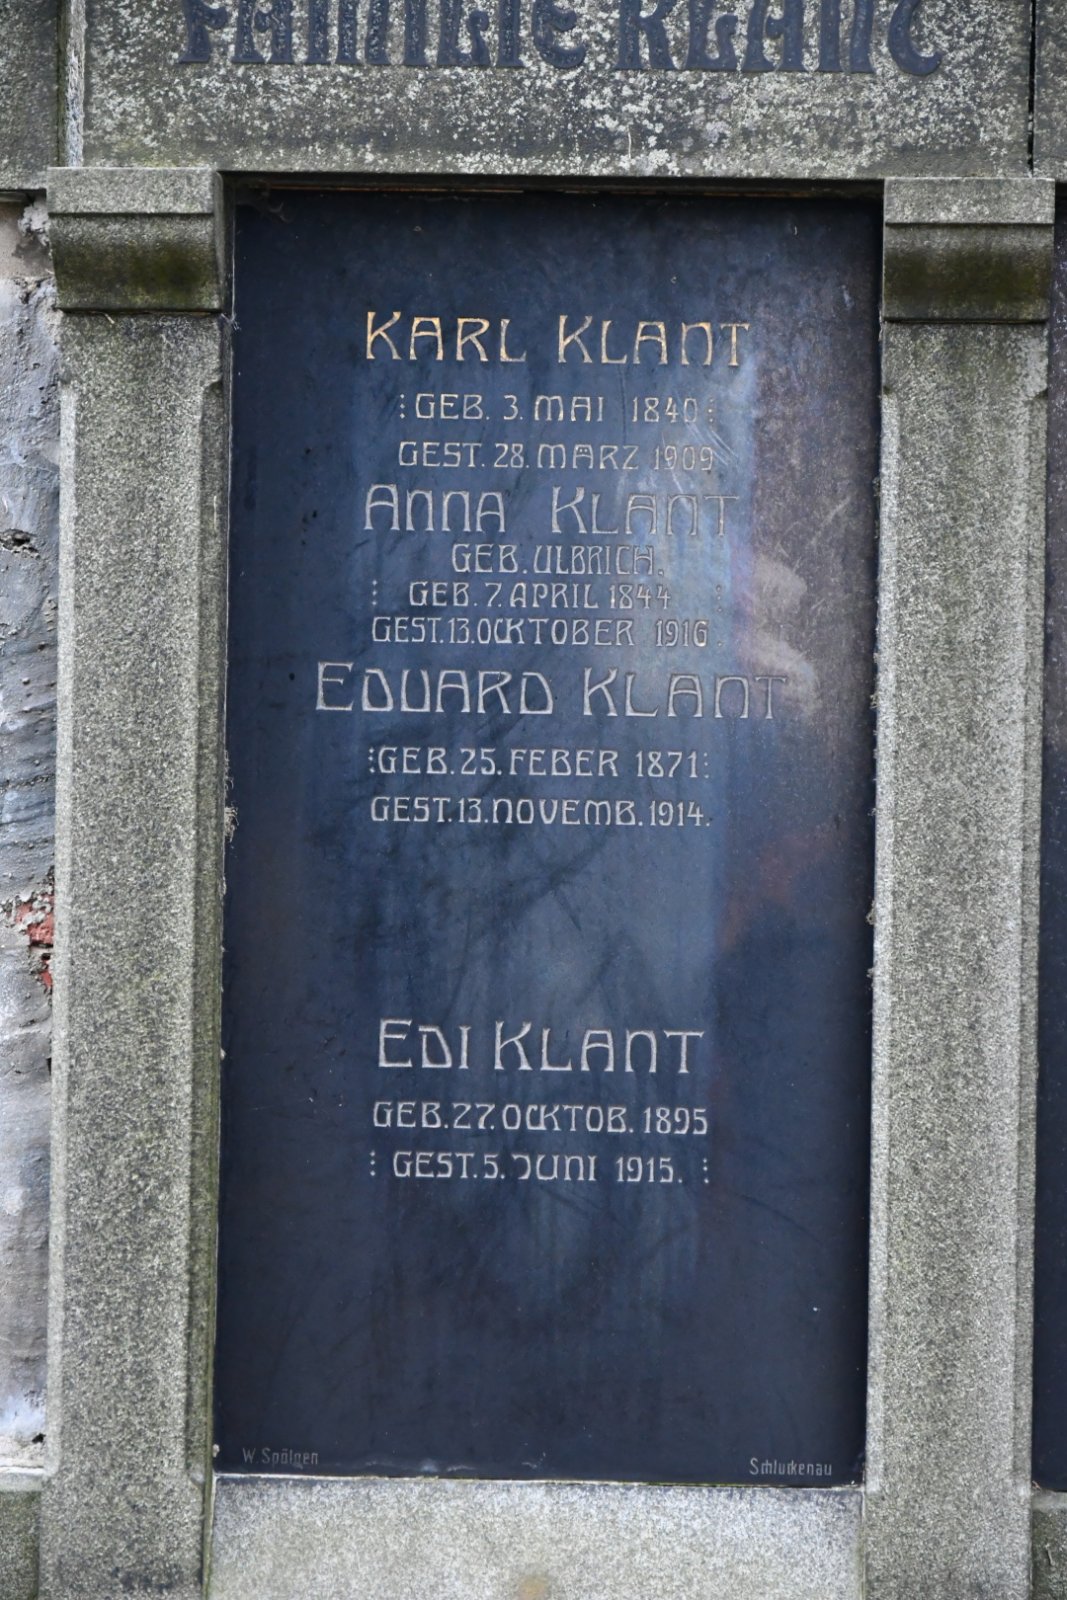 FAMILIE KLANT
KARL KLANT
GEB. 3. MAI 1840
GEST. 28. MÄRZ 1909
ANNA KLANT
GEB. ULBRICH.
GEB. 7. APRIL 1844
GEST. 13. OCKTOBER 1916.
EDUARD KLANT
GEB. 25. FEBER 1871
GEST. 13. NOVEMB. 1914.
EDI KLANT
GEB. 27. OCKTOB. 1895
GEST. 5. JUNI 1915.
W. Spälgen
Schluckenau